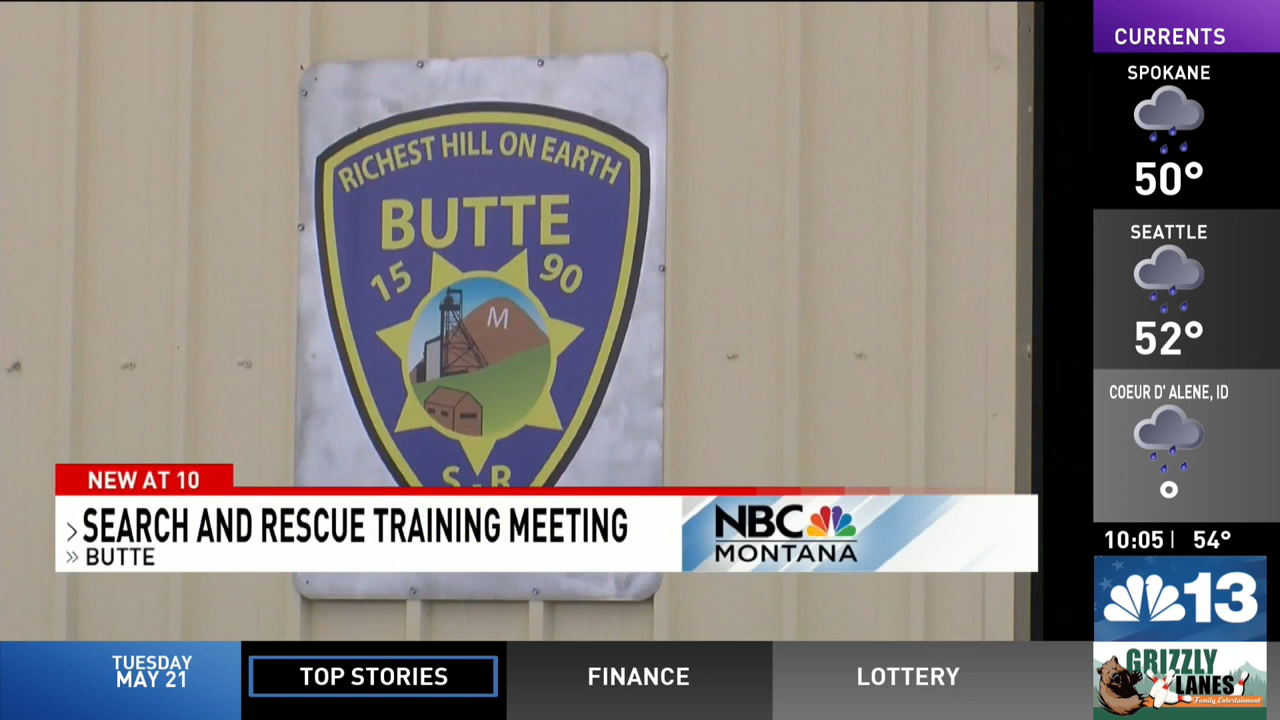 RICHEST HILL ON EARTH
BUTTE
15 90
M
S
R
NEW AT 10
SEARCH AND RESCUE TRAINING MEETING
BUTTE
NBC
MONTANA
CURRENTS
SPOKANE
50°
SEATTLE
52°
COEUR D' ALENE, ID
°
10:05 | 54°
13
GRIZZLY
LANES
Family Entertainment
TUESDAY
MAY 21
TOP STORIES
FINANCE
LOTTERY